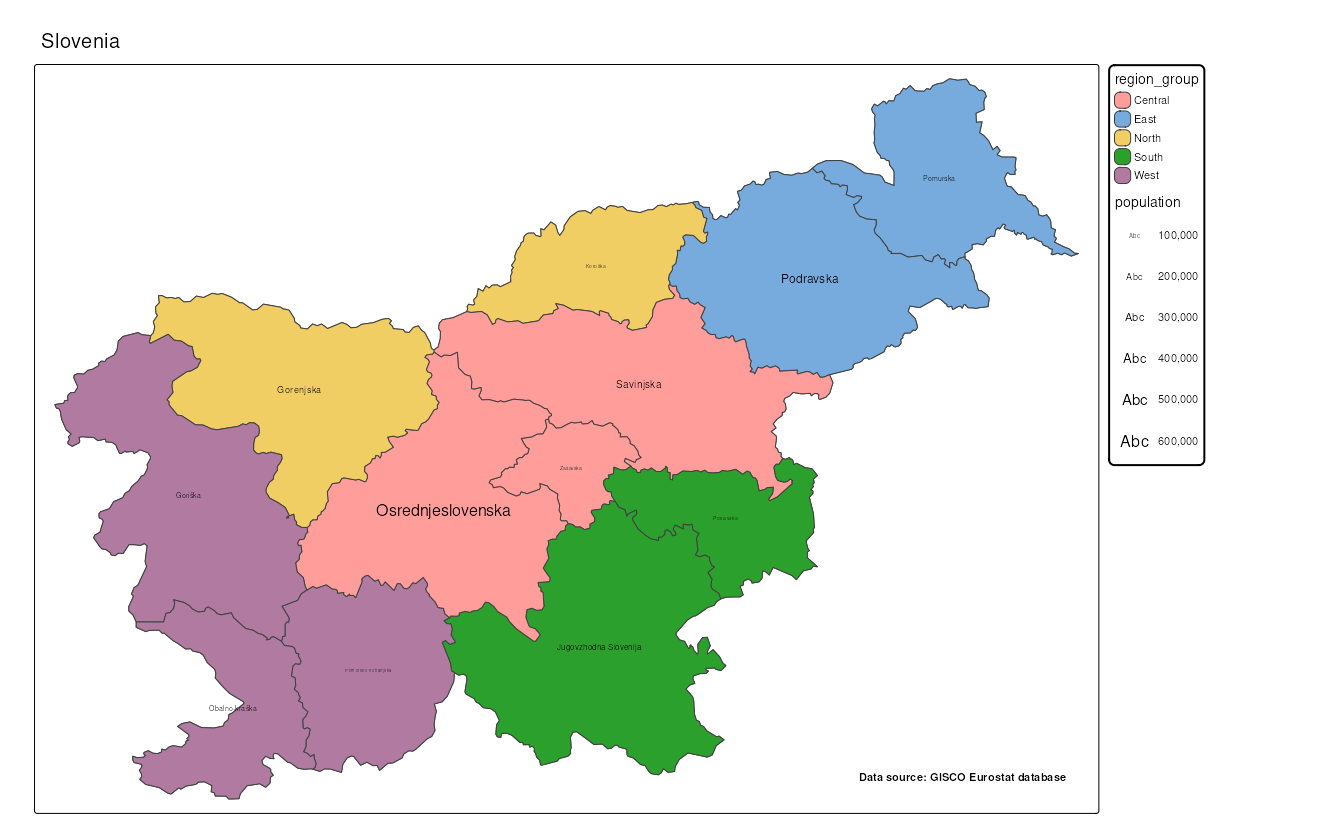 Slovenia
region_group
Central
East
North
South
West
population
Abc 100,000
Abc 200,000
Abc 300,000
Abc 400,000
Abc 500,000
Abc 600,000
Pomurska
Koroška
Podravska
Savinjska
Gorenjska
Zasavska
Goriška
Osrednjeslovenska
Posavska
Jugovzhodna Slovenija
Obalno-kraška
Data source: GISCO Eurostat database